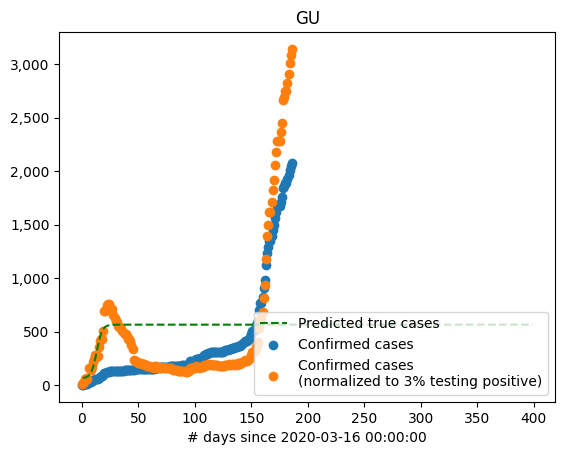 GU
3,000
2,500
2,000
1,500
1,000
500
0
Predicted true cases
Confirmed cases
Confirmed cases
(normalized to 3% testing positive)
0 50 100 150 200 250 300 350 400
# days since 2020-03-16 00:00:00